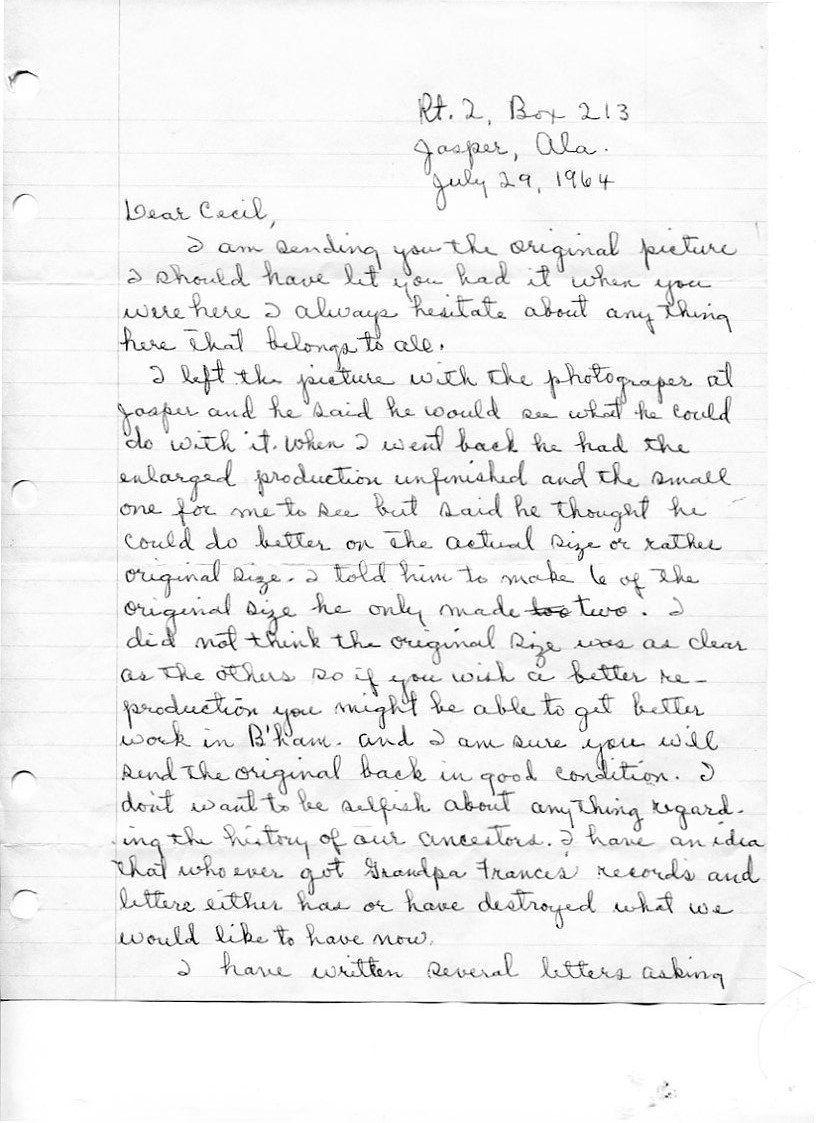 Rt. 2, Box 213
Jasper, Ala.
July 29, 1964
Dear Cecil,
I am sending you the original picture
I should have let you had it when you
were here I always hesitate about any thing
here that belongs to all.
I left the picture with the photograper at
Jasper and he said he would see what he could
do with it. When I went back he had the
enlarged production unfinished and the small
one for me to see but said he thought he
could do better on the actual size or rather
original size. I told him to make 6 of the
original size he only made too two. I
did not think the original size was as clear
as the others so if you wish a better re-
production you might be able to get better
work in B'ham. and I am sure you will
send the original back in good condition. I
don't want to be selfish about any thing regard-
ing the history of our ancestors. I have an idea
that who ever got Grandpa Frances' records and
letters either has or have destroyed what we
would like to have now.
I have written several letters asking